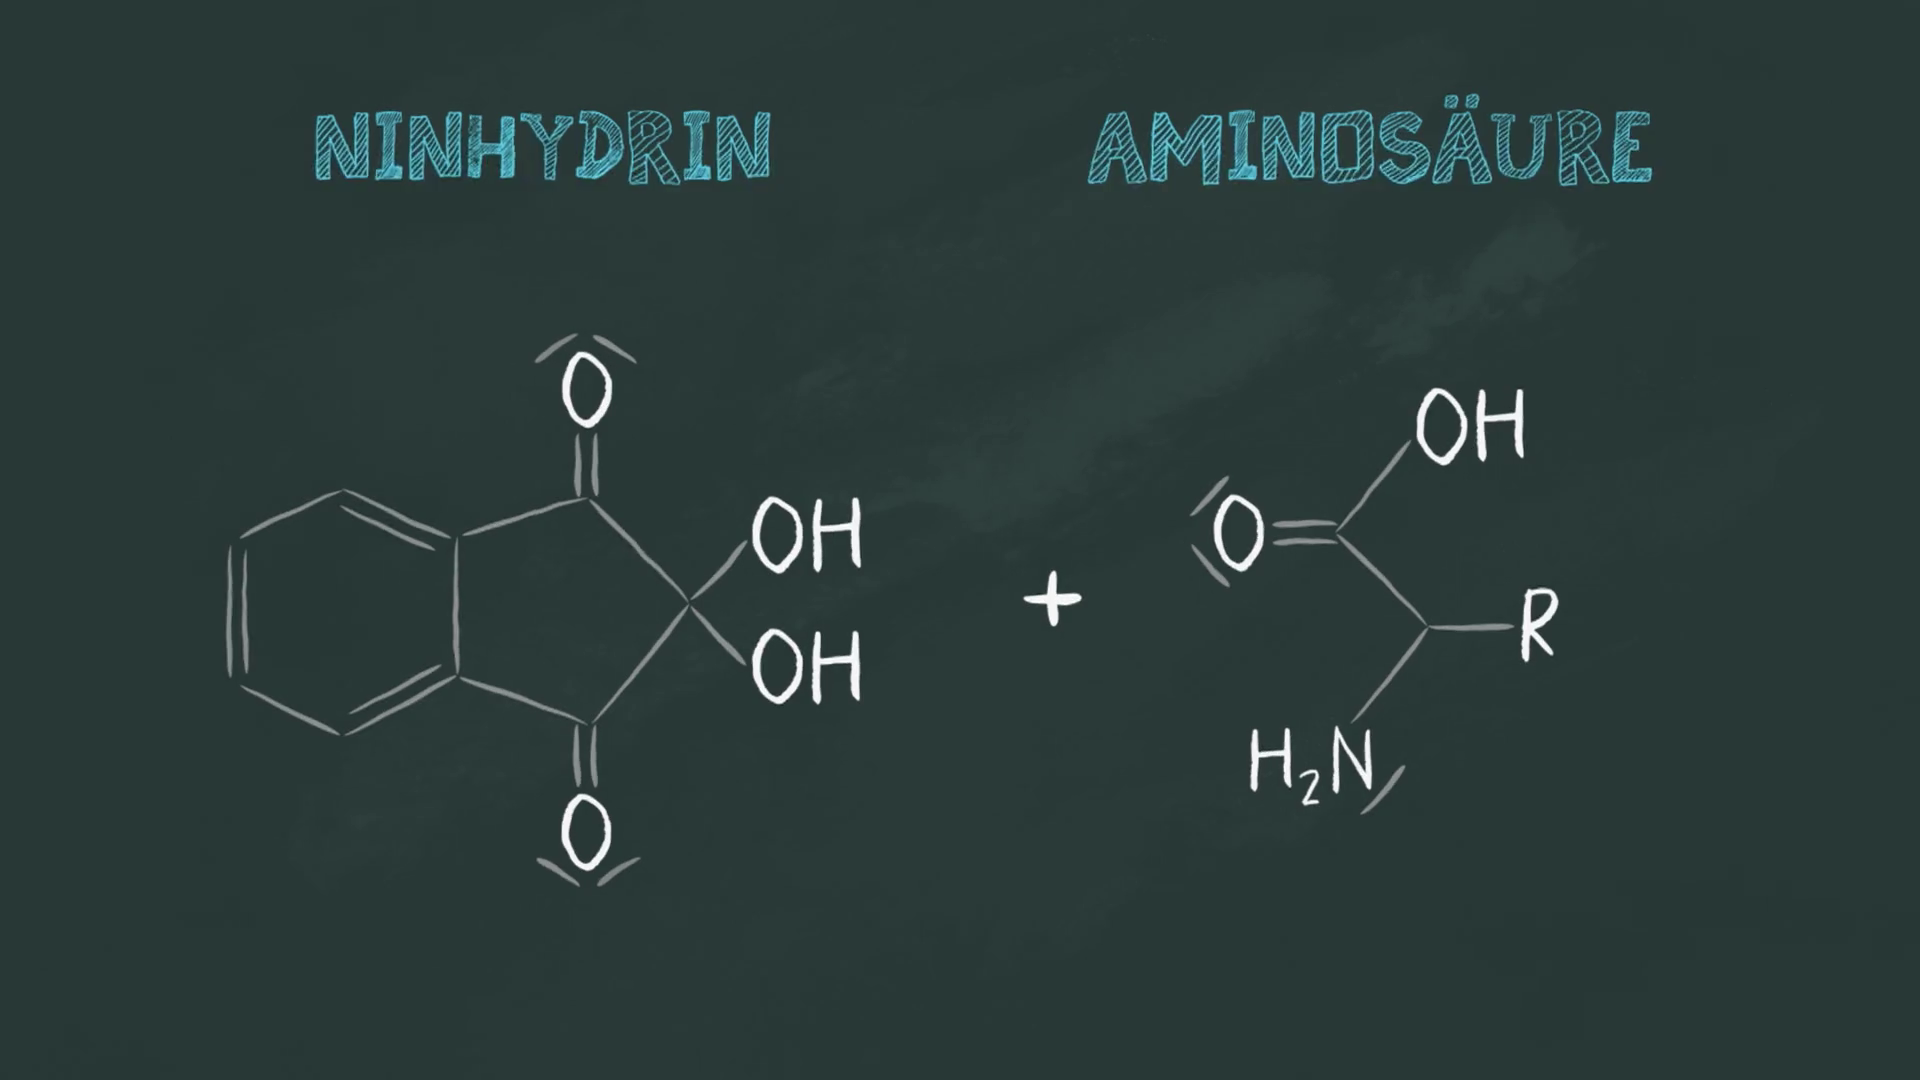 NINHYDRIN
AMINOSÄURE
O
OH
OH
O
+
OH
O
R
H₂N